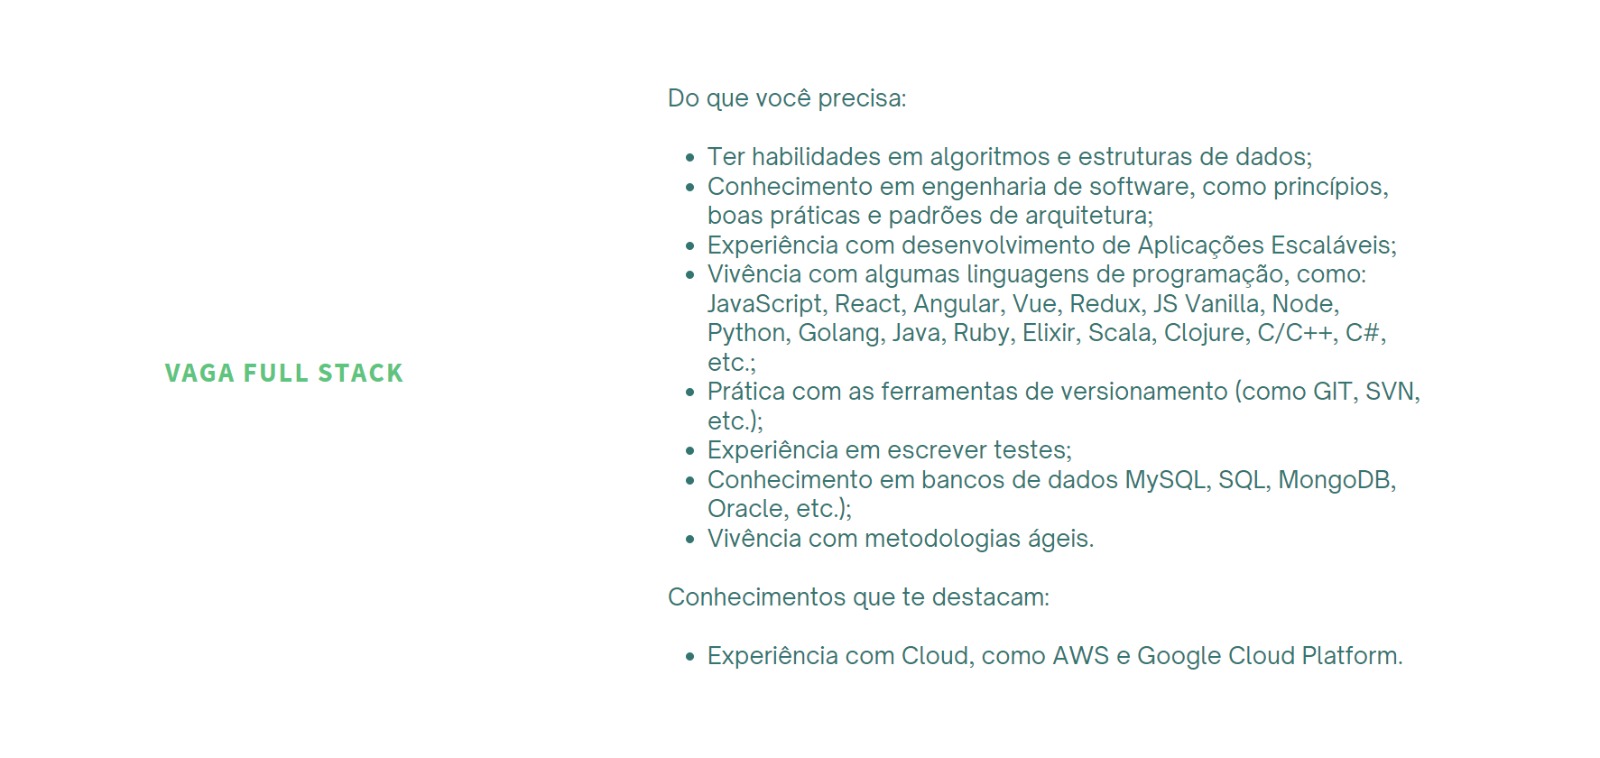 VAGA FULL STACK
Do que você precisa:
• Ter habilidades em algoritmos e estruturas de dados;
• Conhecimento em engenharia de software, como princípios,
boas práticas e padrões de arquitetura;
• Experiência com desenvolvimento de Aplicações Escaláveis;
• Vivência com algumas linguagens de programação, como:
JavaScript, React, Angular, Vue, Redux, JS Vanilla, Node,
Python, Golang, Java, Ruby, Elixir, Scala, Clojure, C/C++, C#,
etc.;
• Prática com as ferramentas de versionamento (como GIT, SVN,
etc.);
• Experiência em escrever testes;
• Conhecimento em bancos de dados MySQL, SQL, MongoDB,
Oracle, etc.);
• Vivência com metodologias ágeis.
Conhecimentos que te destacam:
• Experiência com Cloud, como AWS e Google Cloud Platform.